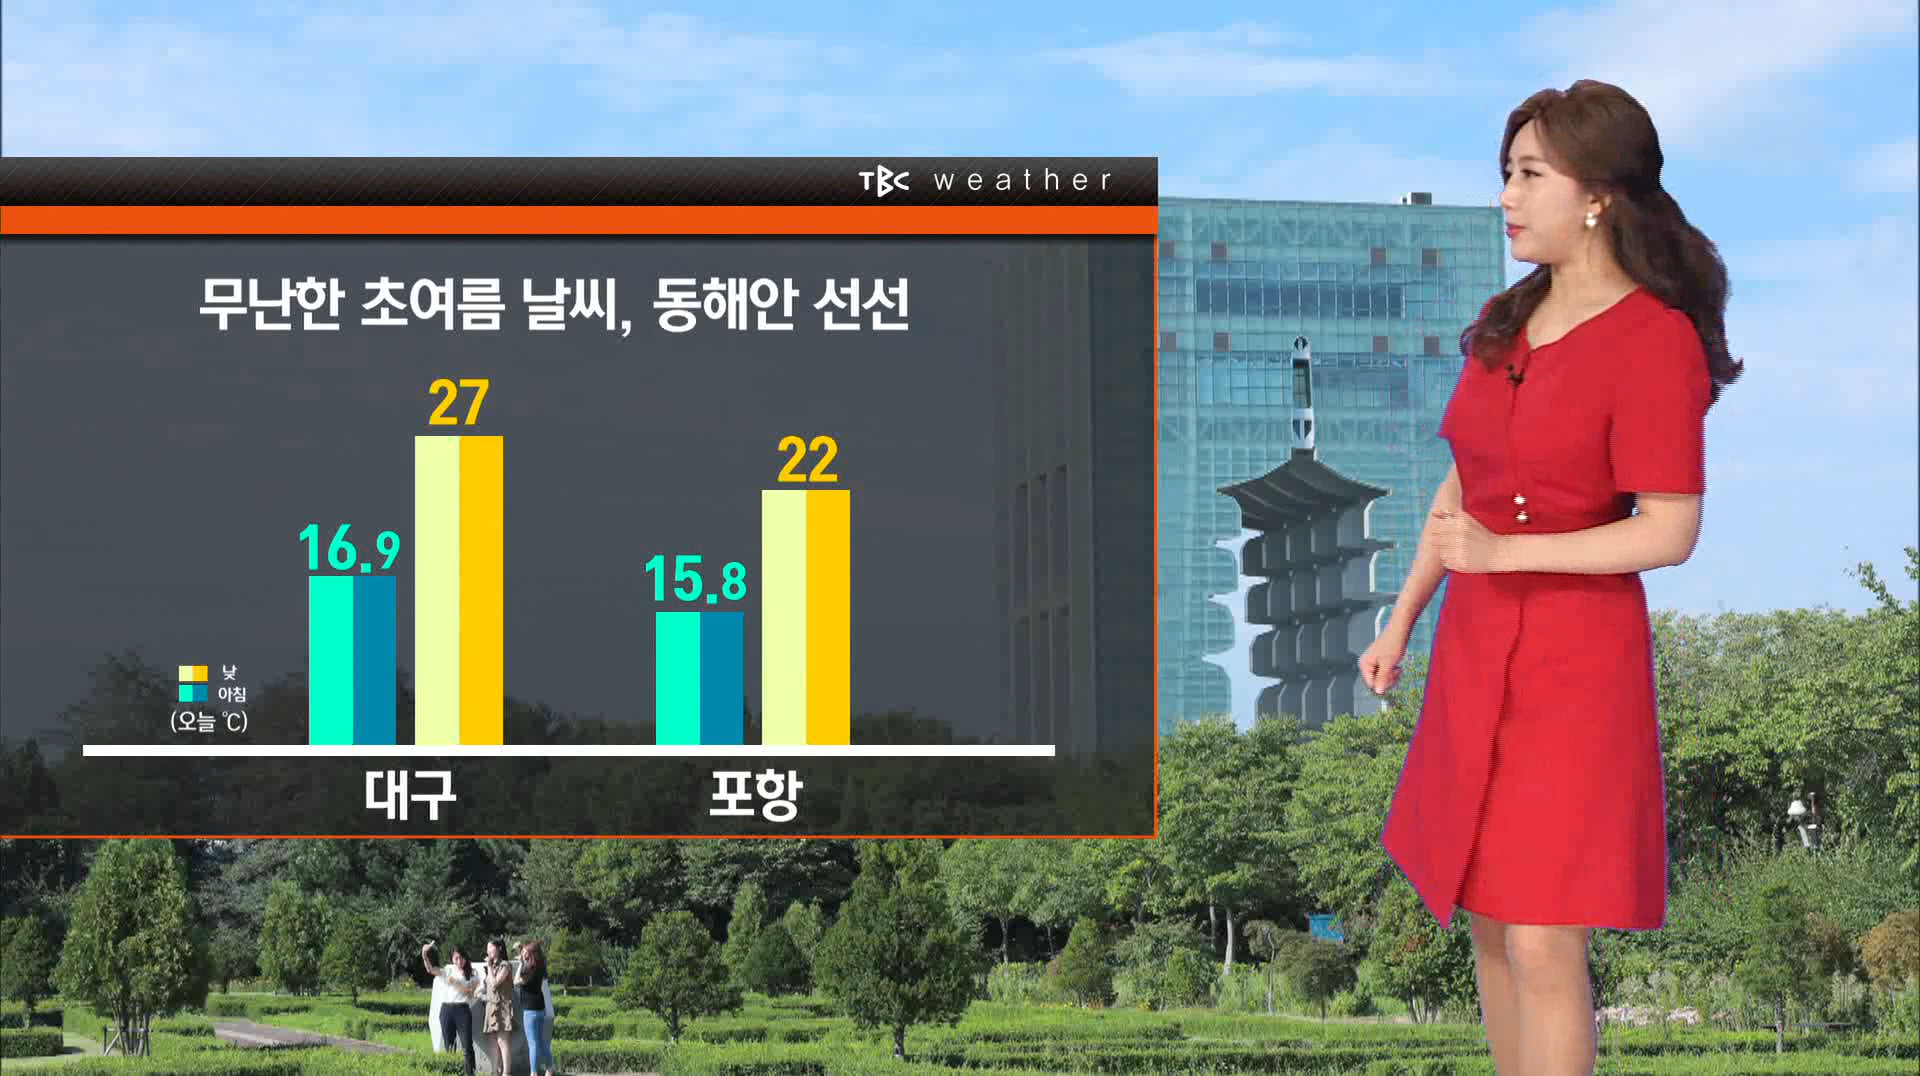 TBC weather
무난한 초여름 날씨, 동해안 선선
27
22
16.9
15.8
낮
아침
(오늘 ℃)
대구
포항